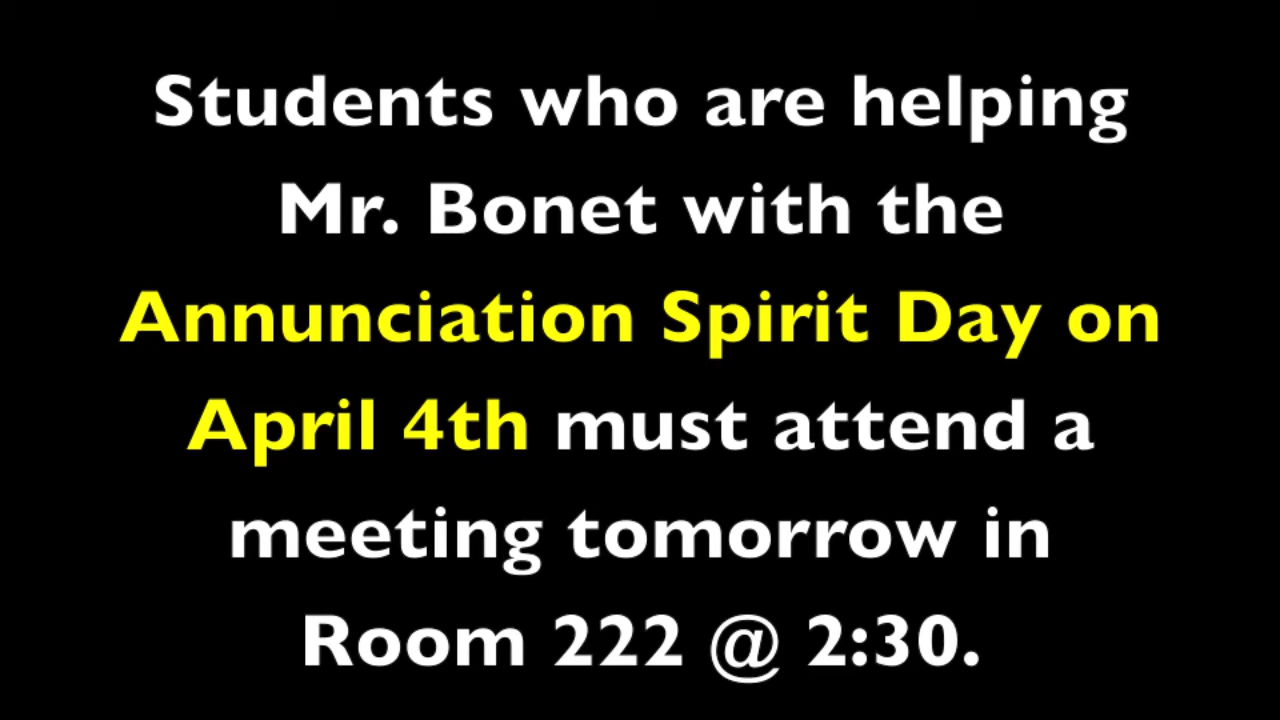 Students who are helping
Mr. Bonet with the
Annunciation Spirit Day on
April 4th must attend a
meeting tomorrow in
Room 222 @ 2:30.